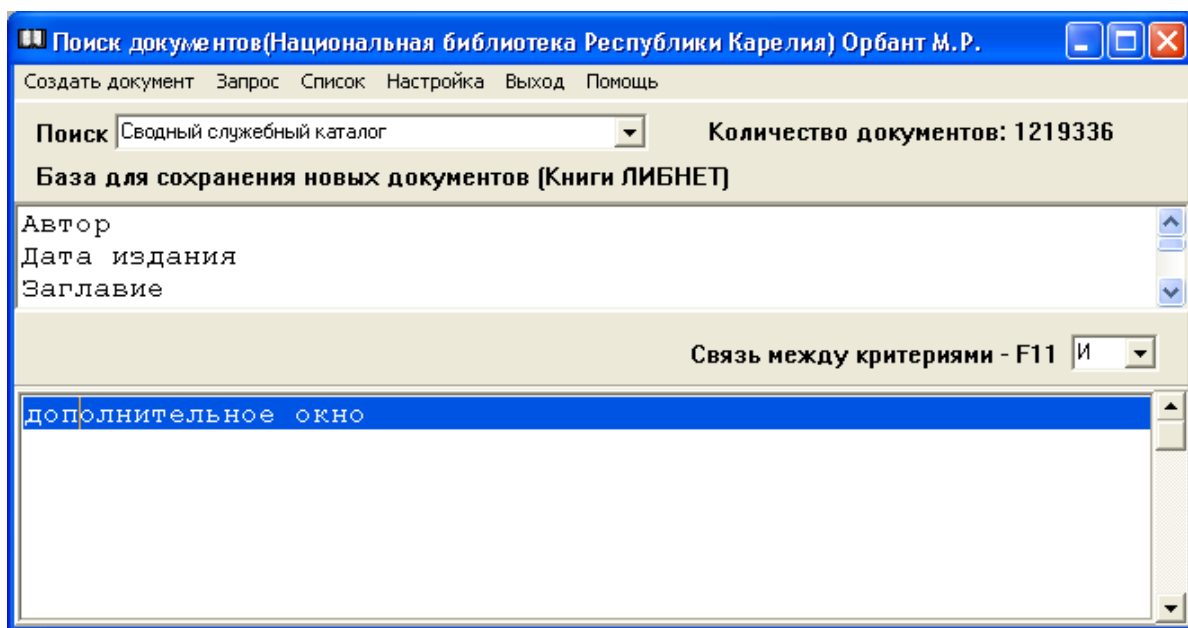 Поиск документов(Национальная библиотека Республики Карелия) Орбант М.Р.
Создать документ Запрос Список Настройка Выход Помощь
Поиск Сводный служебный каталог Количество документов: 1219336
База для сохранения новых документов (Книги ЛИБНЕТ)
Автор
Дата издания
Заглавие
Связь между критериями - F11 И
дополнительное окно